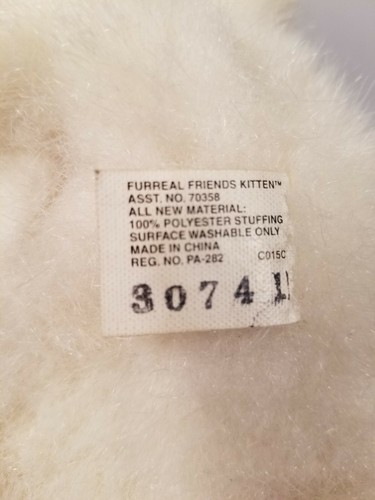 FURREAL FRIENDS KITTEN™
ASST. NO. 70358
ALL NEW MATERIAL:
100% POLYESTER STUFFING
SURFACE WASHABLE ONLY
MADE IN CHINA
REG. NO. PA-282 C015C
30741